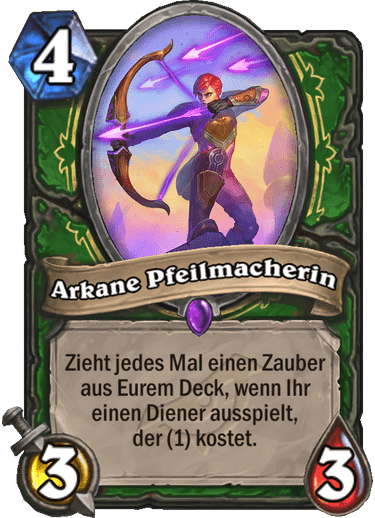 4
Arkane Pfeilmacherin
Zieht jedes Mal einen Zauber
aus Eurem Deck, wenn Ihr
einen Diener ausspielt,
der (1) kostet.
3
3